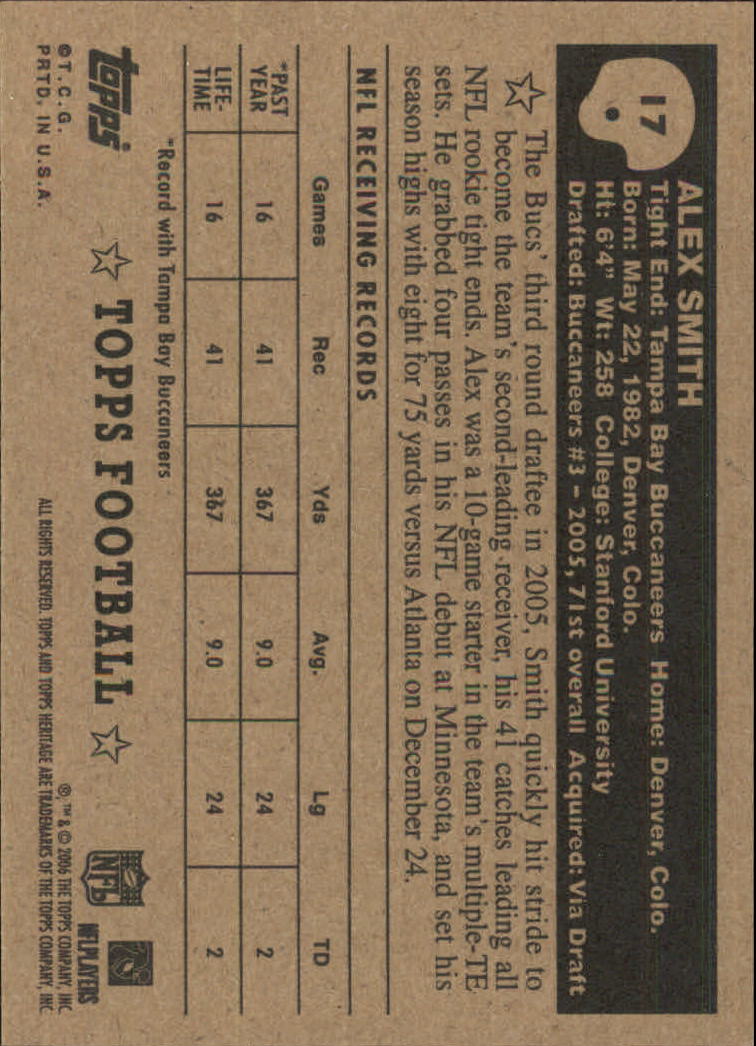 17
ALEX SMITH
Tight End: Tampa Bay Buccaneers Home: Denver, Colo.
Born: May 22, 1982, Denver, Colo.
Ht: 6'4" Wt: 258 College: Stanford University
Drafted: Buccaneers #3 - 2005, 71st overall Acquired: Via Draft
The Bucs' third round draftee in 2005, Smith quickly hit stride to
become the team's second-leading receiver, his 41 catches leading all
NFL rookie tight ends. Alex was a 10-game starter in the team's multiple-TE
sets. He grabbed four passes in his NFL debut at Minnesota, and set his
season highs with eight for 75 yards versus Atlanta on December 24.
NFL RECEIVING RECORDS
Games Rec Yds Avg. Lg TD
*PAST YEAR 16 41 367 9.0 24 2
LIFE-TIME 16 41 367 9.0 24 2
*Record with Tampa Bay Buccaneers
topps
☆ TOPPS FOOTBALL ☆
NFL
NFLPLAYERS
©T.C.G.
PRTD. IN U.S.A.
®, ™ & © 2006 THE TOPPS COMPANY, INC
ALL RIGHTS RESERVED. TOPPS AND TOPPS HERITAGE ARE TRADEMARKS OF THE TOPPS COMPANY, INC